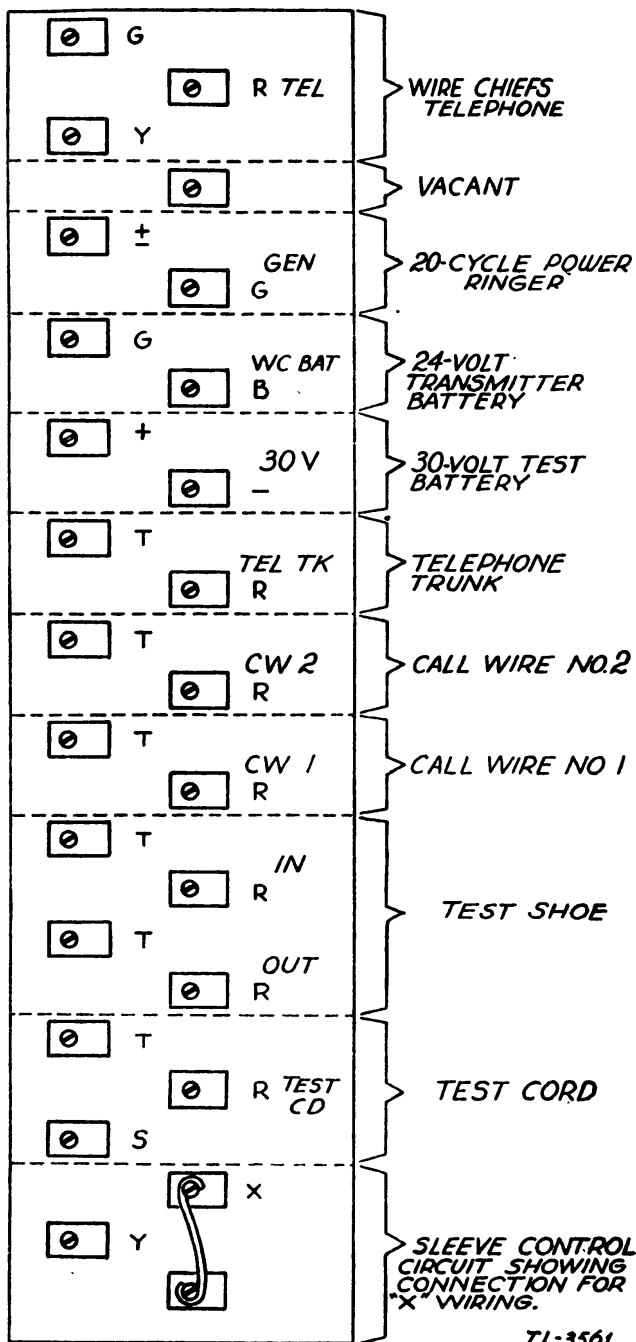 G
R TEL
Y
WIRE CHIEFS
TELEPHONE
VACANT
±
GEN
G
20-CYCLE POWER
RINGER
G
WC BAT
B
24-VOLT
TRANSMITTER
BATTERY
+
30 V
–
30-VOLT TEST
BATTERY
T
TEL TK
R
TELEPHONE
TRUNK
T
CW 2
R
CALL WIRE NO.2
T
CW 1
R
CALL WIRE NO 1
T
IN
R
T
OUT
R
TEST SHOE
T
R TEST
CD
S
TEST CORD
X
Y
SLEEVE CONTROL
CIRCUIT SHOWING
CONNECTION FOR
"X" WIRING.
TL-3561